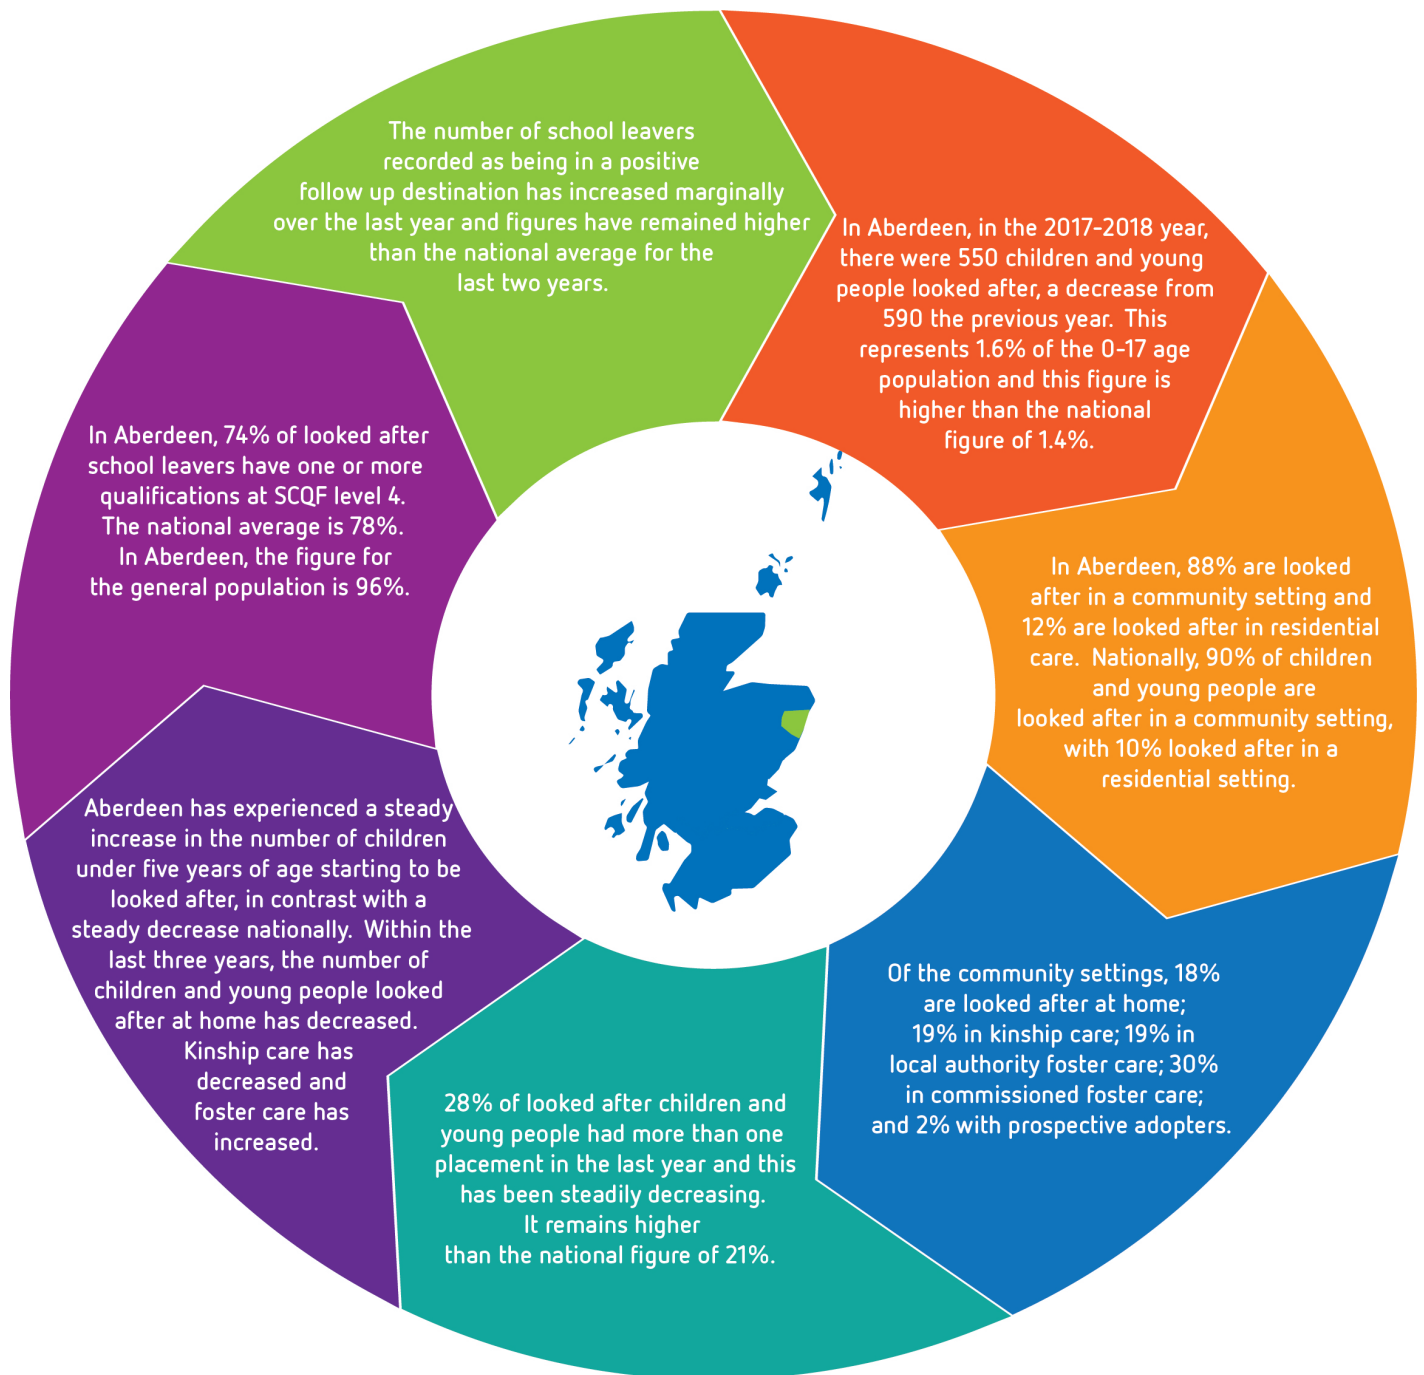 The number of school leavers
recorded as being in a positive
follow up destination has increased marginally
over the last year and figures have remained higher
than the national average for the
last two years.
In Aberdeen, in the 2017-2018 year,
there were 550 children and young
people looked after, a decrease from
590 the previous year. This
represents 1.6% of the 0-17 age
population and this figure is
higher than the national
figure of 1.4%.
In Aberdeen, 88% are looked
after in a community setting and
12% are looked after in residential
care. Nationally, 90% of children
and young people are
looked after in a community setting,
with 10% looked after in a
residential setting.
Of the community settings, 18%
are looked after at home;
19% in kinship care; 19% in
local authority foster care; 30%
in commissioned foster care;
and 2% with prospective adopters.
28% of looked after children and
young people had more than one
placement in the last year and this
has been steadily decreasing.
It remains higher
than the national figure of 21%.
Aberdeen has experienced a steady
increase in the number of children
under five years of age starting to be
looked after, in contrast with a
steady decrease nationally. Within the
last three years, the number of
children and young people looked
after at home has decreased.
Kinship care has
decreased and
foster care has
increased.
In Aberdeen, 74% of looked after
school leavers have one or more
qualifications at SCQF level 4.
The national average is 78%.
In Aberdeen, the figure for
the general population is 96%.